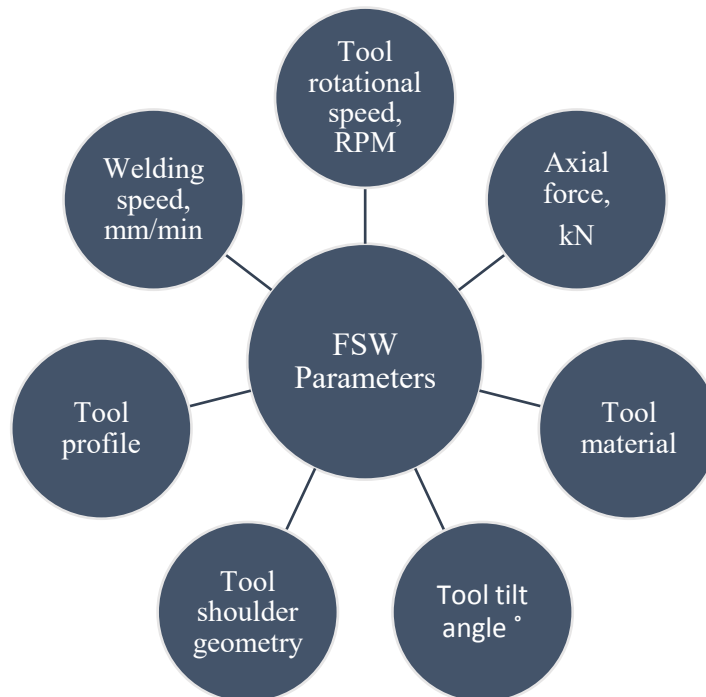 Tool
rotational
speed,
RPM
Axial
force,
kN
Tool
material
Tool tilt
angle °
Tool
shoulder
geometry
Tool
profile
Welding
speed,
mm/min
FSW
Parameters